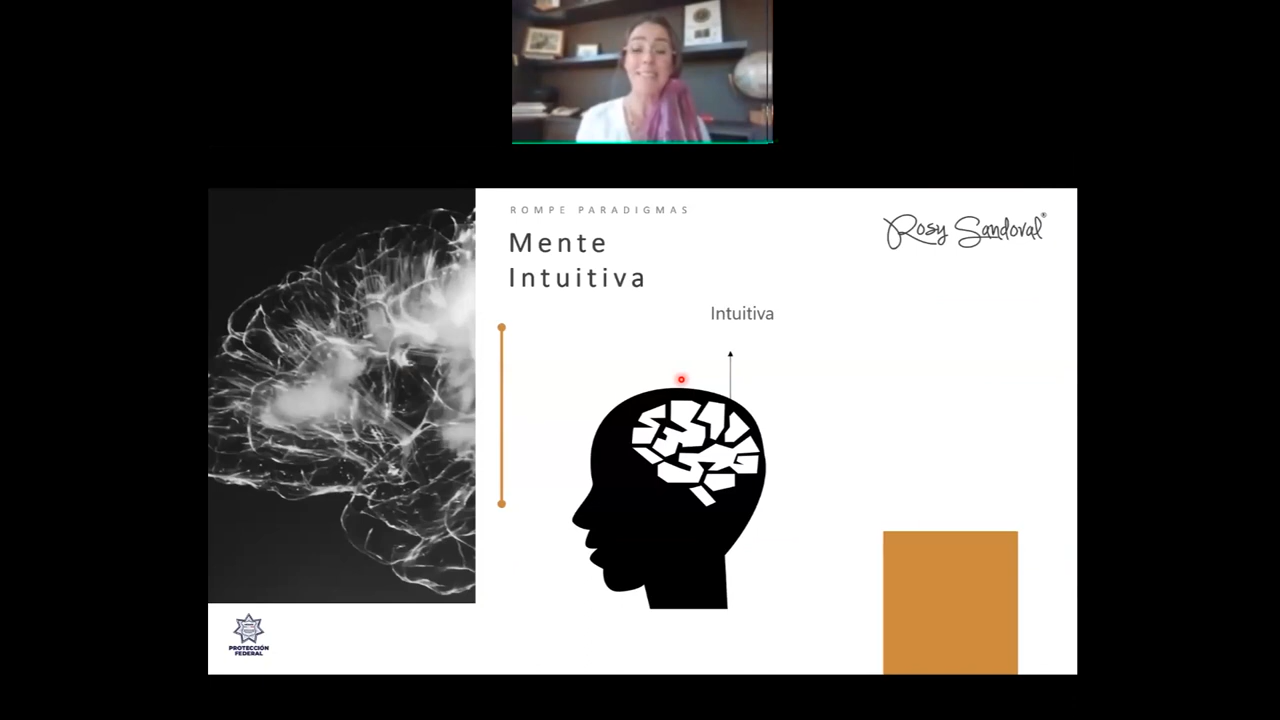 ROMPE PARADIGMAS
Mente
Intuitiva
Rosy Sandoval®
Intuitiva
PROTECCIÓN
FEDERAL